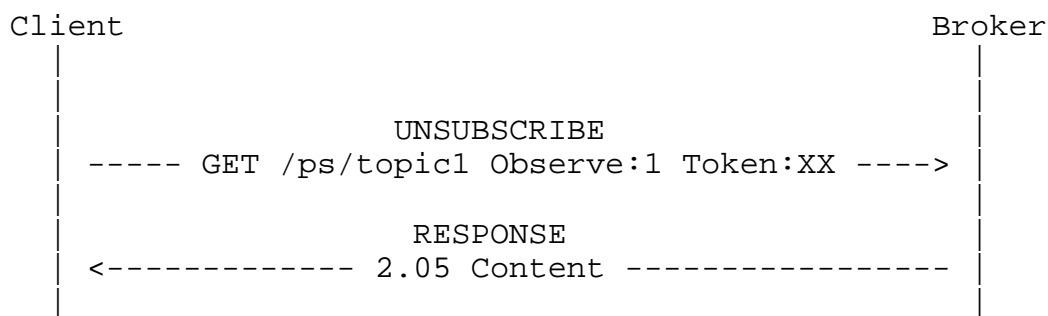 Client Broker
UNSUBSCRIBE
----- GET /ps/topic1 Observe:1 Token:XX ---->
RESPONSE
<------------- 2.05 Content -----------------